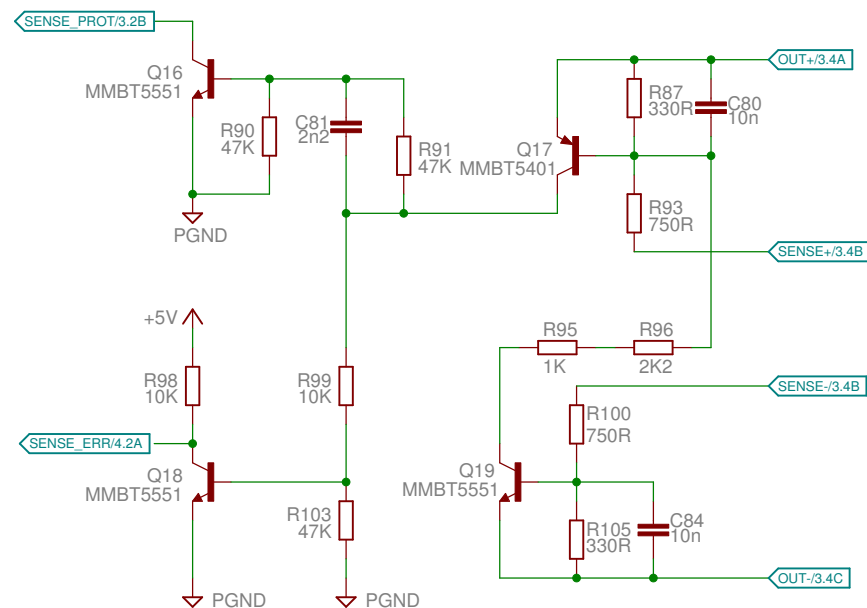 SENSE_PROT/3.2B
OUT+/3.4A
Q16
MMBT5551
R87
330R
C80
10n
C81
2n2
R90
47K
R91
47K
Q17
MMBT5401
R93
750R
PGND
SENSE+/3.4B
+5V
R95
1K
R96
2K2
R98
10K
R99
10K
SENSE-/3.4B
R100
750R
SENSE_ERR/4.2A
Q18
MMBT5551
Q19
MMBT5551
R103
47K
R105
330R
C84
10n
OUT-/3.4C
PGND
PGND